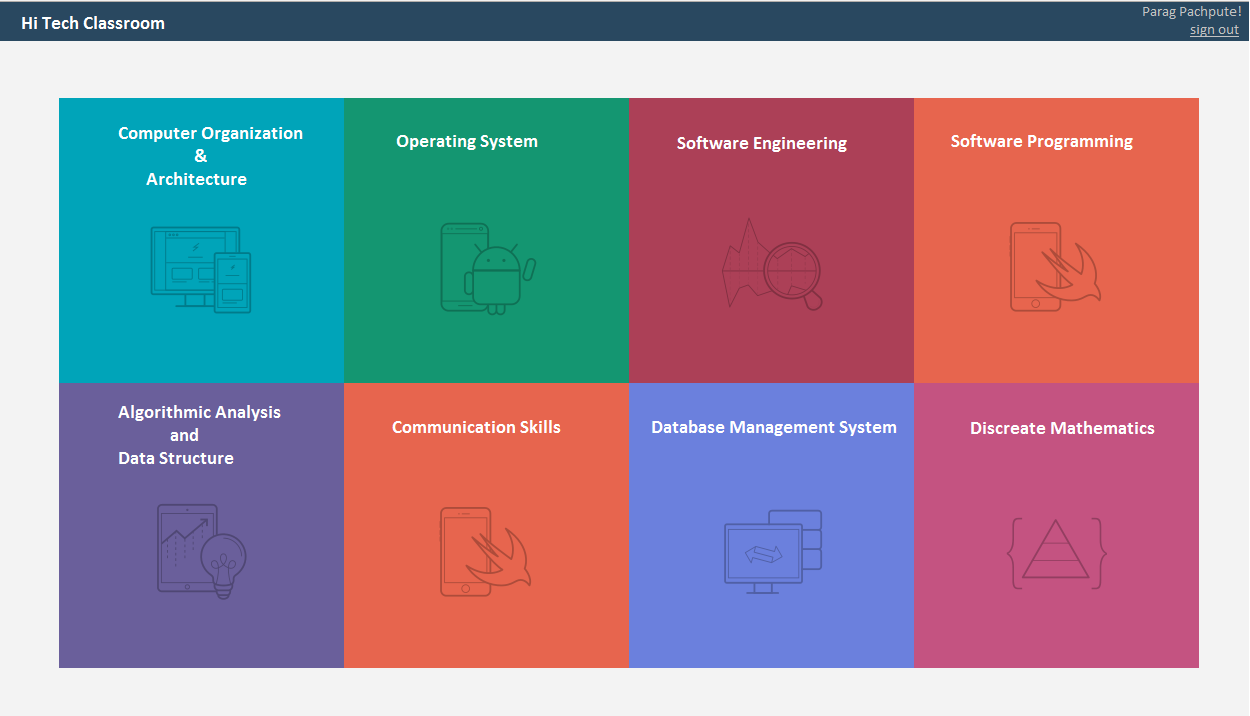 Hi Tech Classroom
Parag Pachpute!
sign out
Computer Organization
&
Architecture
Operating System
Software Engineering
Software Programming
Algorithmic Analysis
and
Data Structure
Communication Skills
Database Management System
Discreate Mathematics